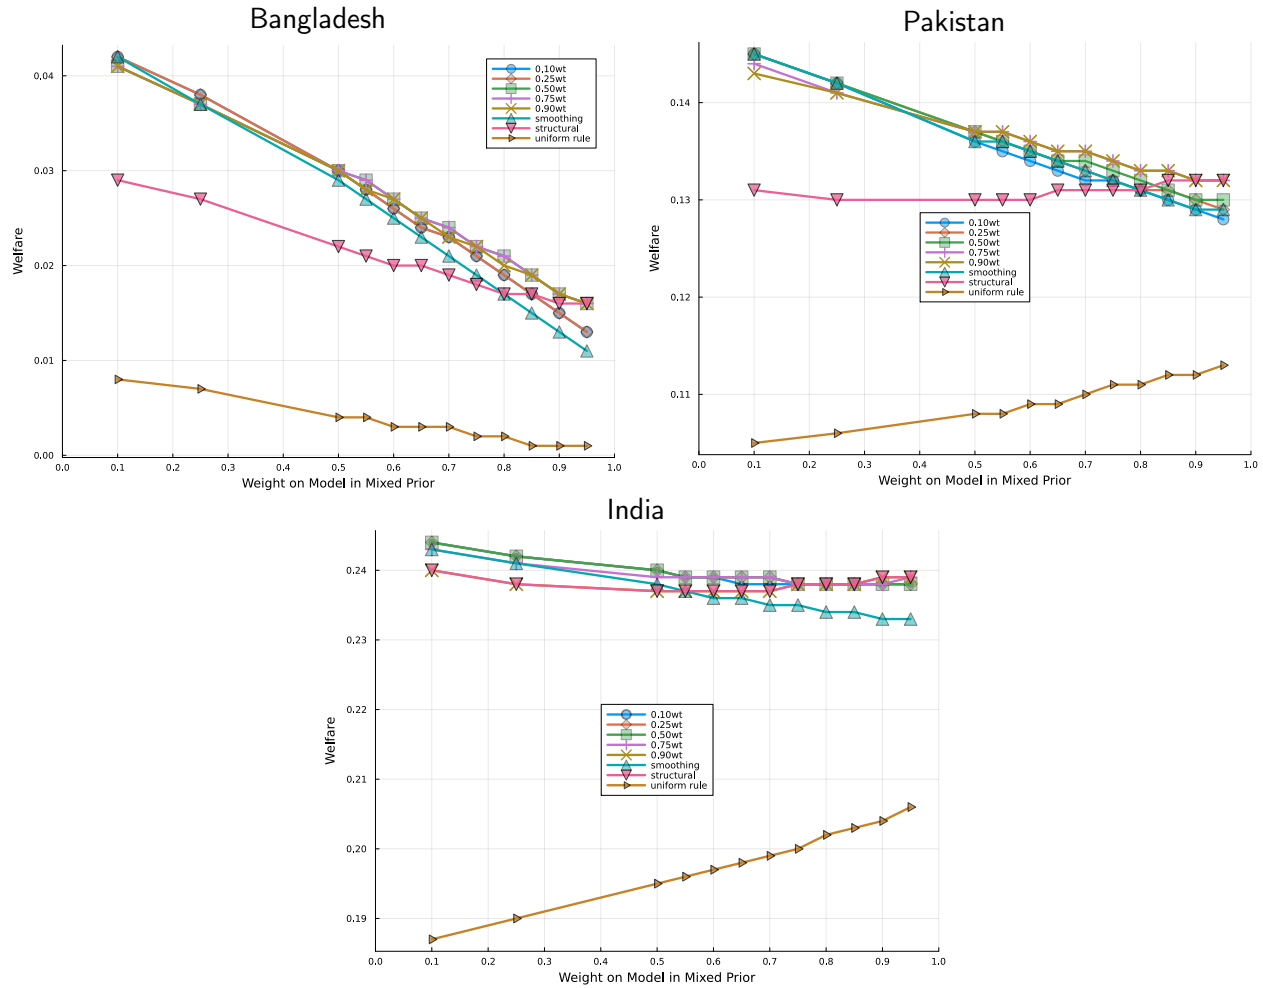 Bangladesh
Welfare
0.04
0.03
0.02
0.01
0.00
0.10wt
0.25wt
0.50wt
0.75wt
0.90wt
smoothing
structural
uniform rule
0.0 0.1 0.2 0.3 0.4 0.5 0.6 0.7 0.8 0.9 1.0
Weight on Model in Mixed Prior
Pakistan
Welfare
0.14
0.13
0.12
0.11
0.10wt
0.25wt
0.50wt
0.75wt
0.90wt
smoothing
structural
uniform rule
0.0 0.1 0.2 0.3 0.4 0.5 0.6 0.7 0.8 0.9 1.0
Weight on Model in Mixed Prior
India
Welfare
0.24
0.23
0.22
0.21
0.20
0.19
0.10wt
0.25wt
0.50wt
0.75wt
0.90wt
smoothing
structural
uniform rule
0.0 0.1 0.2 0.3 0.4 0.5 0.6 0.7 0.8 0.9 1.0
Weight on Model in Mixed Prior